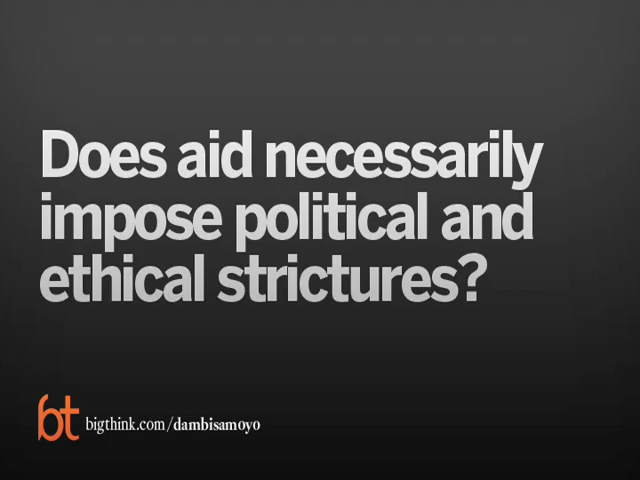 Does aid necessarily
impose political and
ethical strictures?
bt bigthink.com/dambisamoyo